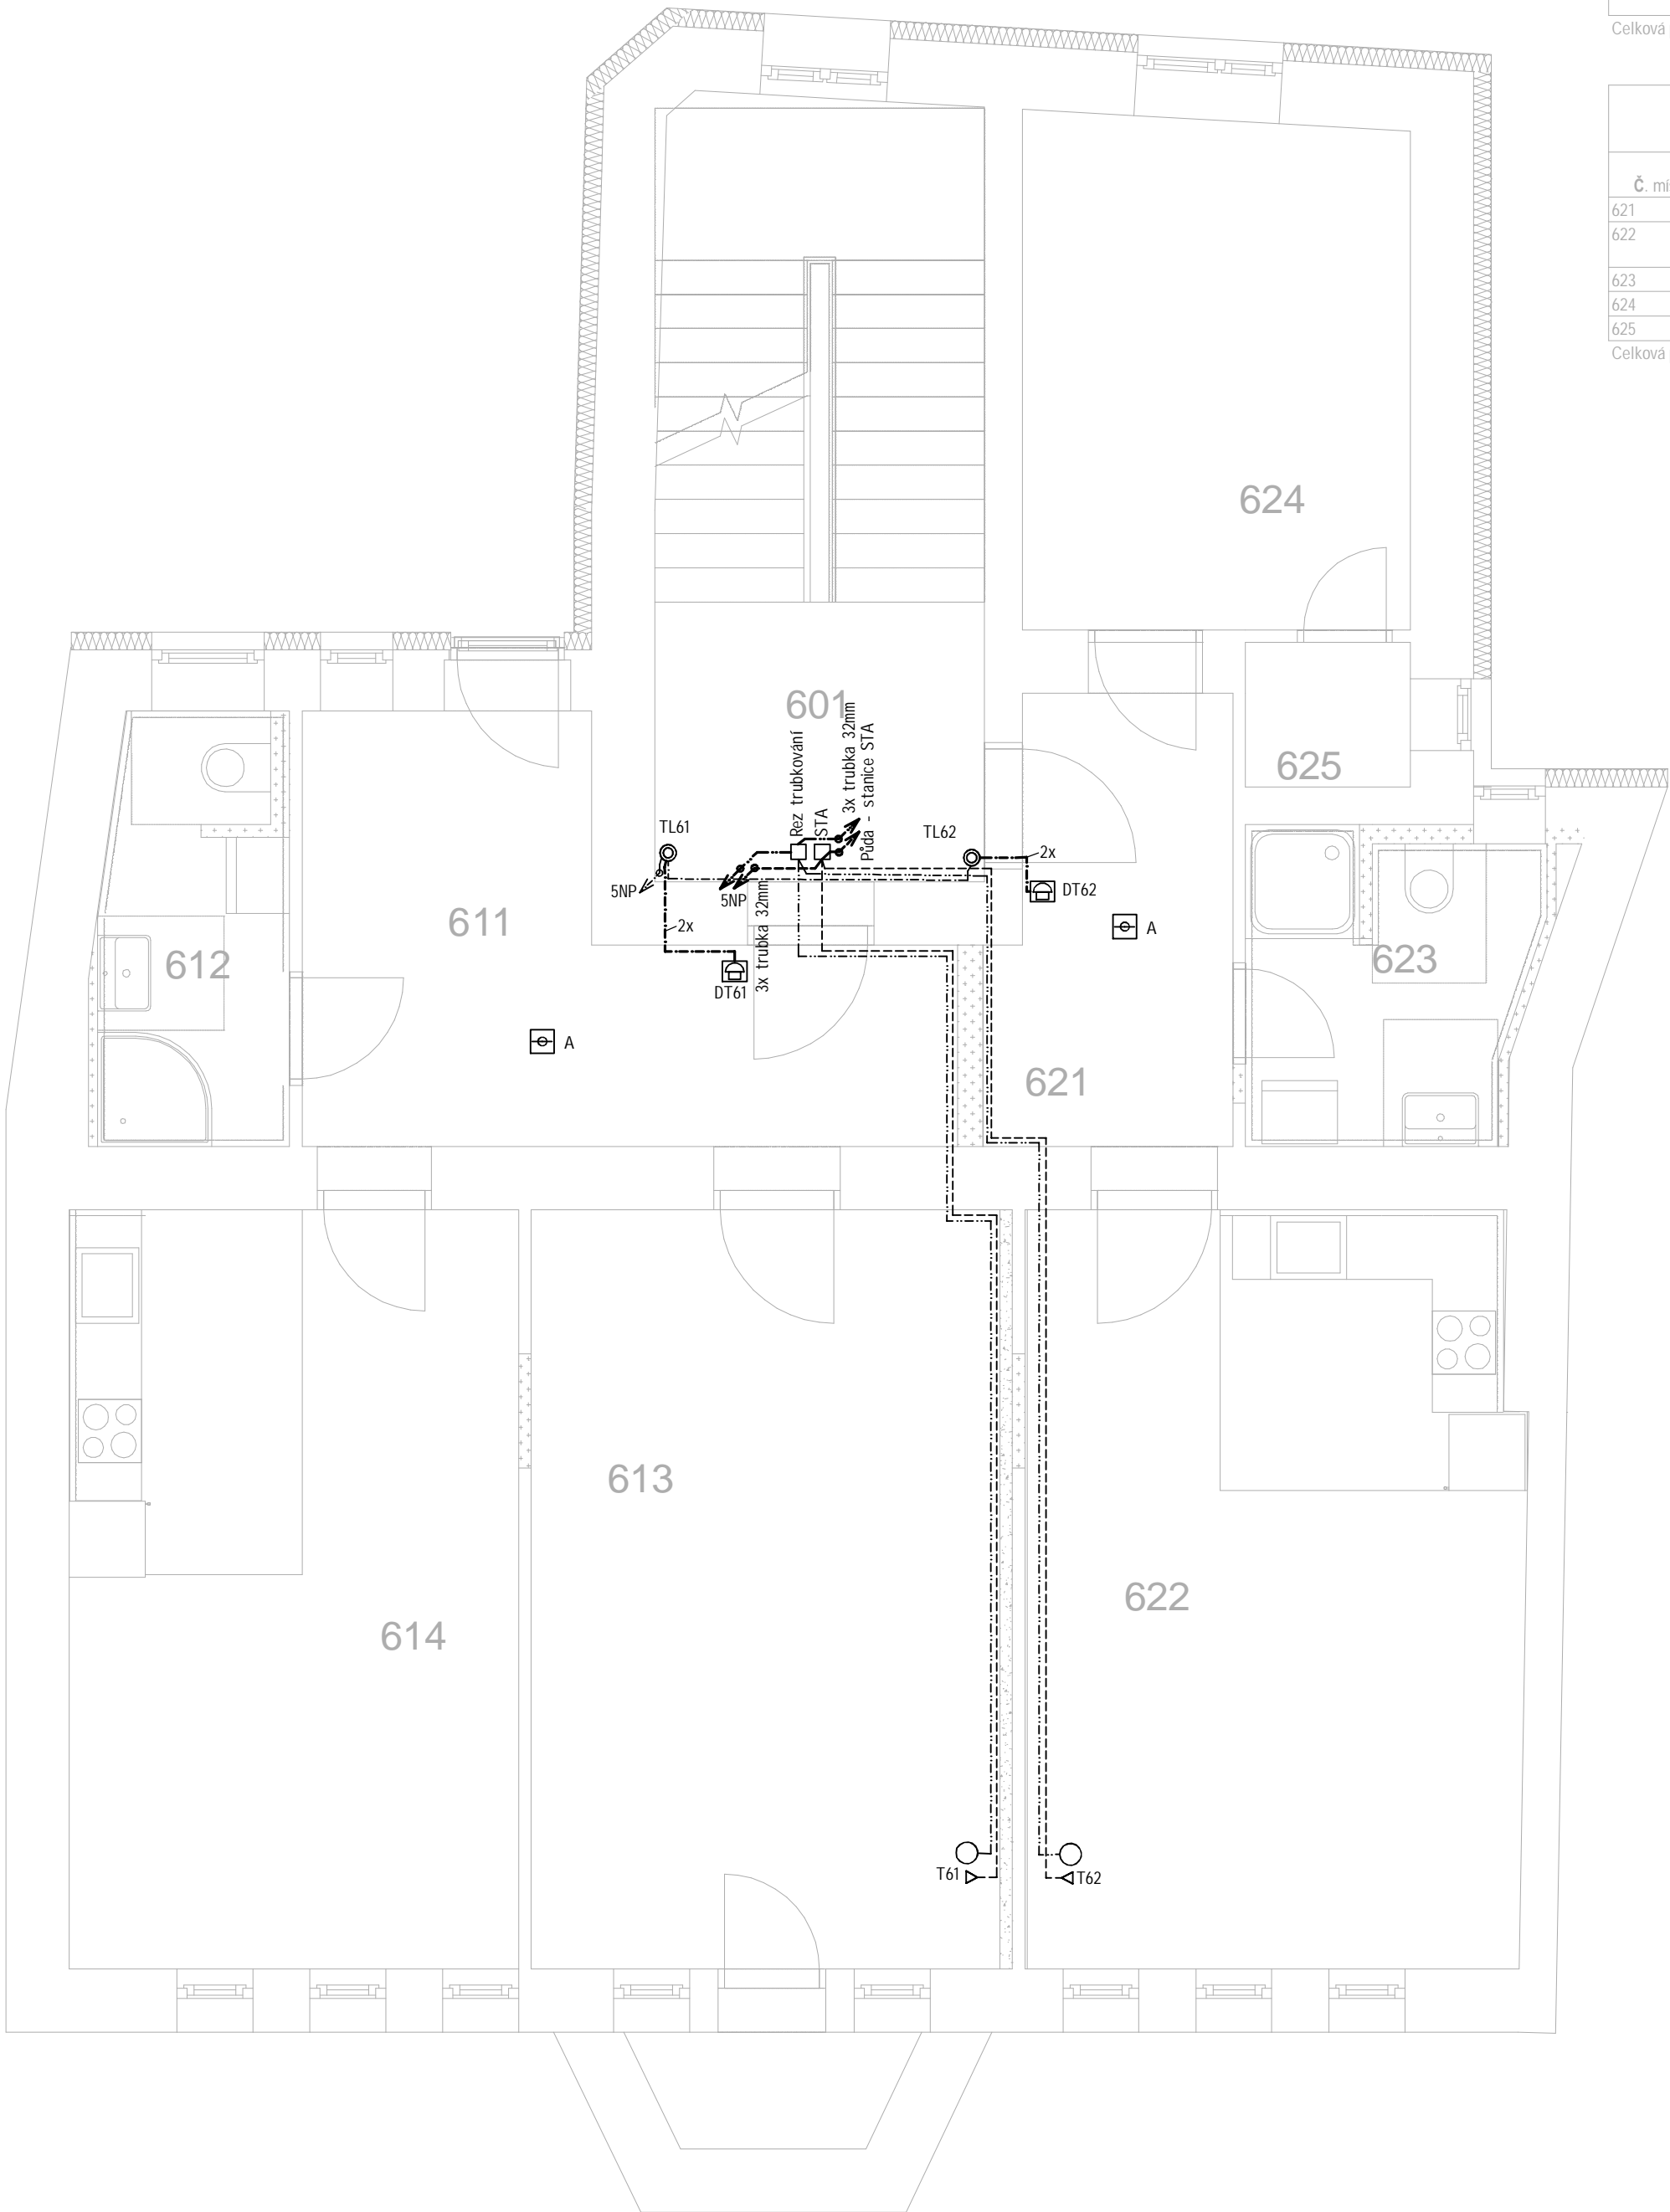 Celková
Č. mí
621
622
623
624
625
Celková
624
601
625
Rez trubkování
STA
3x trubka 32mm
Půda - stanice STA
TL61
TL62
2x
5NP
5NP
DT62
611
2x
A
612
623
3x trubka 32mm
DT61
A
621
613
622
614
T61
T62